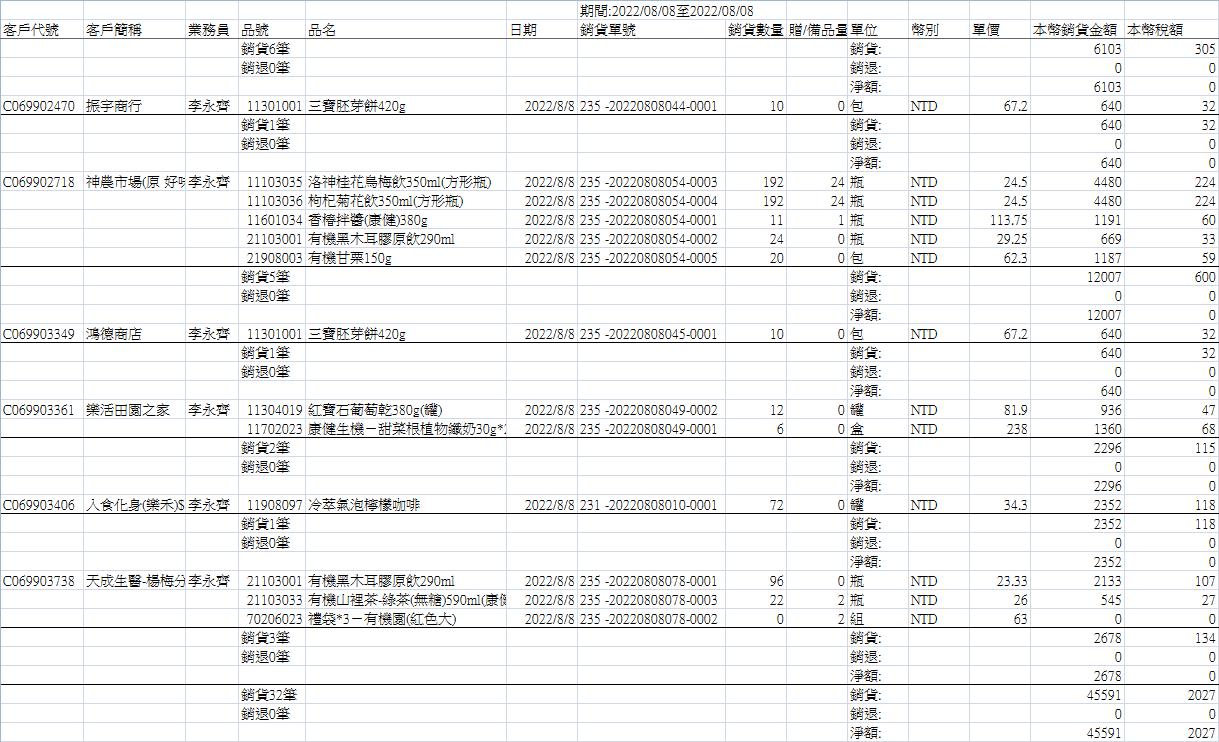 期間:2022/08/08至2022/08/08
客戶代號 客戶簡稱 業務員 品號 品名 日期 銷貨單號 銷貨數量 贈/備品量 單位 幣別 單價 本幣銷貨金額 本幣稅額
銷貨6筆 銷貨: 6103 305
銷退0筆 銷退: 0 0
淨額: 6103 0
C069902470 振宇商行 李永齊 11301001 三寶胚芽餅420g 2022/8/8 235 -20220808044-0001 10 0 包 NTD 67.2 640 32
銷貨1筆 銷貨: 640 32
銷退0筆 銷退: 0 0
淨額: 640 0
C069902718 神農市場(原 好 李永齊 11103035 洛神桂花烏梅飲350ml(方形瓶) 2022/8/8 235 -20220808054-0003 192 24 瓶 NTD 24.5 4480 224
11103036 枸杞菊花飲350ml(方形瓶) 2022/8/8 235 -20220808054-0004 192 24 瓶 NTD 24.5 4480 224
11601034 香椿拌醬(康健)380g 2022/8/8 235 -20220808054-0001 11 1 瓶 NTD 113.75 1191 60
21103001 有機黑木耳膠原飲290ml 2022/8/8 235 -20220808054-0002 24 0 瓶 NTD 29.25 669 33
21908003 有機甘栗150g 2022/8/8 235 -20220808054-0005 20 0 包 NTD 62.3 1187 59
銷貨5筆 銷貨: 12007 600
銷退0筆 銷退: 0 0
淨額: 12007 0
C069903349 鴻德商店 李永齊 11301001 三寶胚芽餅420g 2022/8/8 235 -20220808045-0001 10 0 包 NTD 67.2 640 32
銷貨1筆 銷貨: 640 32
銷退0筆 銷退: 0 0
淨額: 640 0
C069903361 樂活田園之家 李永齊 11304019 紅寶石葡萄乾380g(罐) 2022/8/8 235 -20220808049-0002 12 0 罐 NTD 81.9 936 47
11702023 康健生機－甜菜根植物纖奶30g* 2022/8/8 235 -20220808049-0001 6 0 盒 NTD 238 1360 68
銷貨2筆 銷貨: 2296 115
銷退0筆 銷退: 0 0
淨額: 2296 0
C069903406 入食化身(樂禾)S 李永齊 11908097 冷萃氣泡檸檬咖啡 2022/8/8 231 -20220808010-0001 72 0 罐 NTD 34.3 2352 118
銷貨1筆 銷貨: 2352 118
銷退0筆 銷退: 0 0
淨額: 2352 0
C069903738 天成生醫-楊梅分 李永齊 21103001 有機黑木耳膠原飲290ml 2022/8/8 235 -20220808078-0001 96 0 瓶 NTD 23.33 2133 107
21103033 有機山裡茶-綠茶(無糖)590ml(康 2022/8/8 235 -20220808078-0003 22 2 瓶 NTD 26 545 27
70206023 禮袋*3－有機園(紅色大) 2022/8/8 235 -20220808078-0002 0 2 組 NTD 63 0 0
銷貨3筆 銷貨: 2678 134
銷退0筆 銷退: 0 0
淨額: 2678 0
銷貨32筆 銷貨: 45591 2027
銷退0筆 銷退: 0 0
淨額: 45591 2027